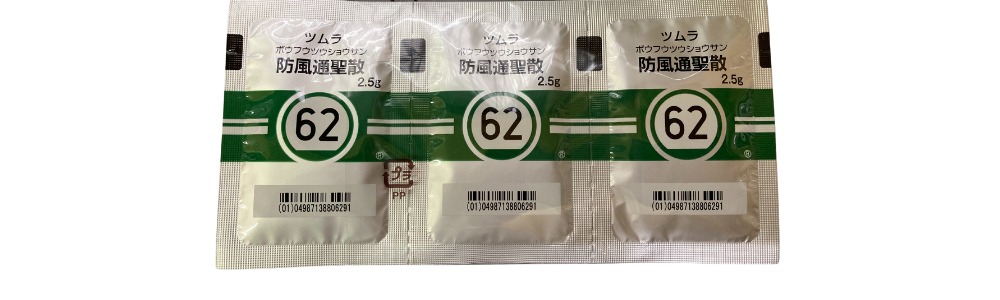 ツムラ
ボウフウツウショウサン
防風通聖散
2.5g
62
®
(01)04987138806291
プラ
PP
ツムラ
ボウフウツウショウサン
防風通聖散
2.5g
62
®
(01)04987138806291
ツムラ
ボウフウツウショウサン
防風通聖散
2.5g
62
®
(01)04987138806291